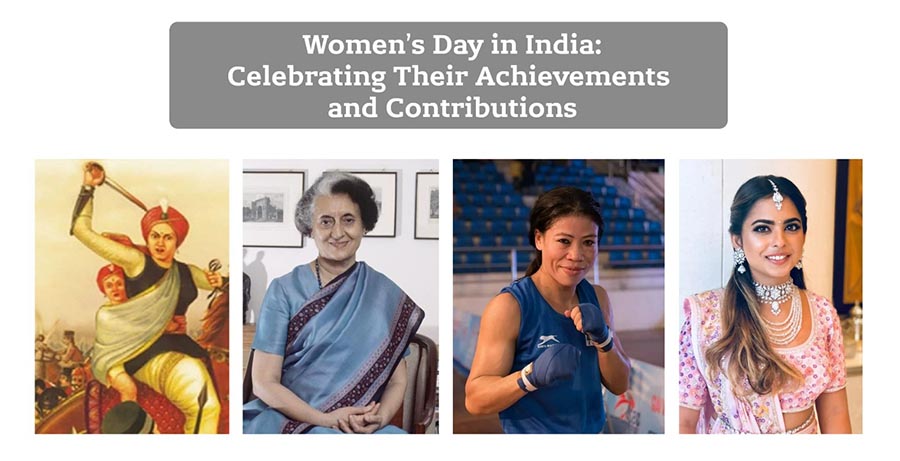 Women’s Day in India:
Celebrating Their Achievements
and Contributions